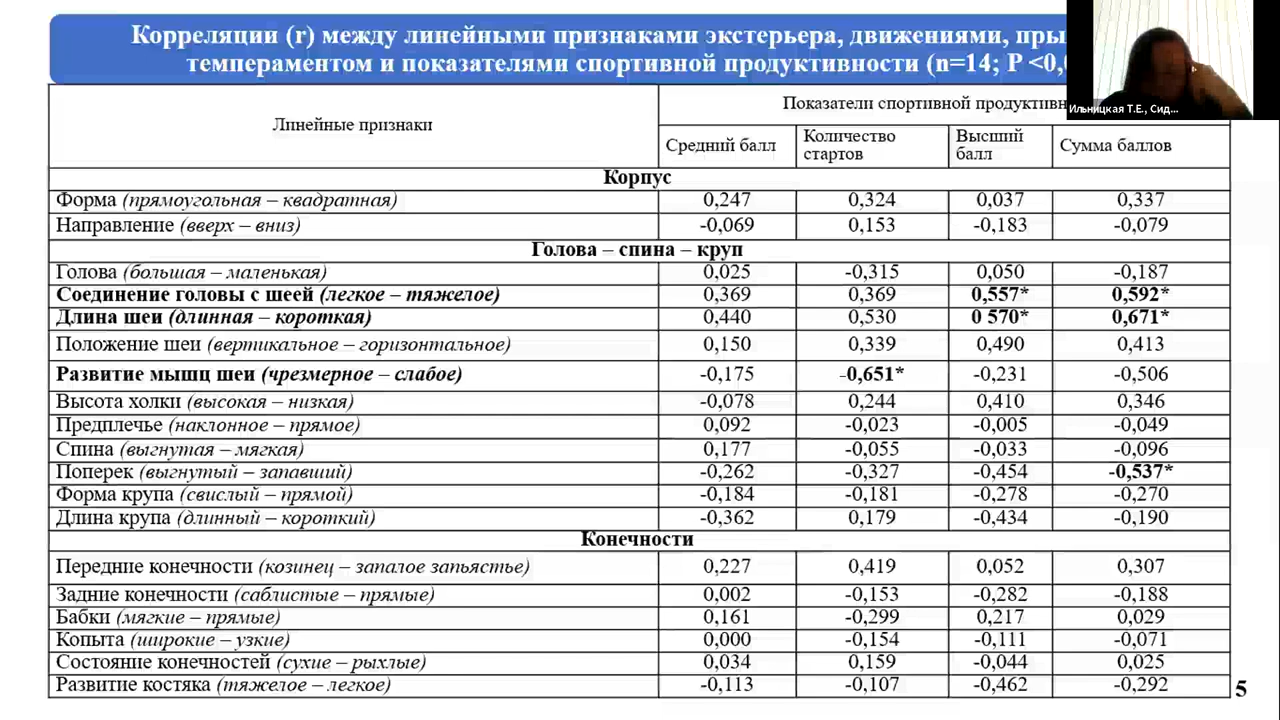 Корреляции (r) между линейными признаками экстерьера, движениями,
темпераментом и показателями спортивной продуктивности (n=14; P <0,
Ильницкая Т.Е., Сид...
Линейные признаки
Показатели спортивной
Средний балл
Количество стартов
Высший балл
Сумма баллов
Корпус
Форма (прямоугольная – квадратная) 0,247 0,324 0,037 0,337
Направление (вверх – вниз) -0,069 0,153 -0,183 -0,079
Голова – спина – круп
Голова (большая – маленькая) 0,025 -0,315 0,050 -0,187
Соединение головы с шеей (легкое – тяжелое) 0,369 0,369 0,557* 0,592*
Длина шеи (длинная – короткая) 0,440 0,530 0 570* 0,671*
Положение шеи (вертикальное – горизонтальное) 0,150 0,339 0,490 0,413
Развитие мышц шеи (чрезмерное – слабое) -0,175 -0,651* -0,231 -0,506
Высота холки (высокая – низкая) -0,078 0,244 0,410 0,346
Предплечье (наклонное – прямое) 0,092 -0,023 -0,005 -0,049
Спина (выгнутая – мягкая) 0,177 -0,055 -0,033 -0,096
Поперек (выгнутый – запавший) -0,262 -0,327 -0,454 -0,537*
Форма крупа (свислый – прямой) -0,184 -0,181 -0,278 -0,270
Длина крупа (длинный – короткий) -0,362 0,179 -0,434 -0,190
Конечности
Передние конечности (козинец – запалое запястье) 0,227 0,419 0,052 0,307
Задние конечности (саблистые – прямые) 0,002 -0,153 -0,282 -0,188
Бабки (мягкие – прямые) 0,161 -0,299 0,217 0,029
Копыта (широкие – узкие) 0,000 -0,154 -0,111 -0,071
Состояние конечностей (сухие – рыхлые) 0,034 0,159 -0,044 0,025
Развитие костяка (тяжелое – легкое) -0,113 -0,107 -0,462 -0,292
5